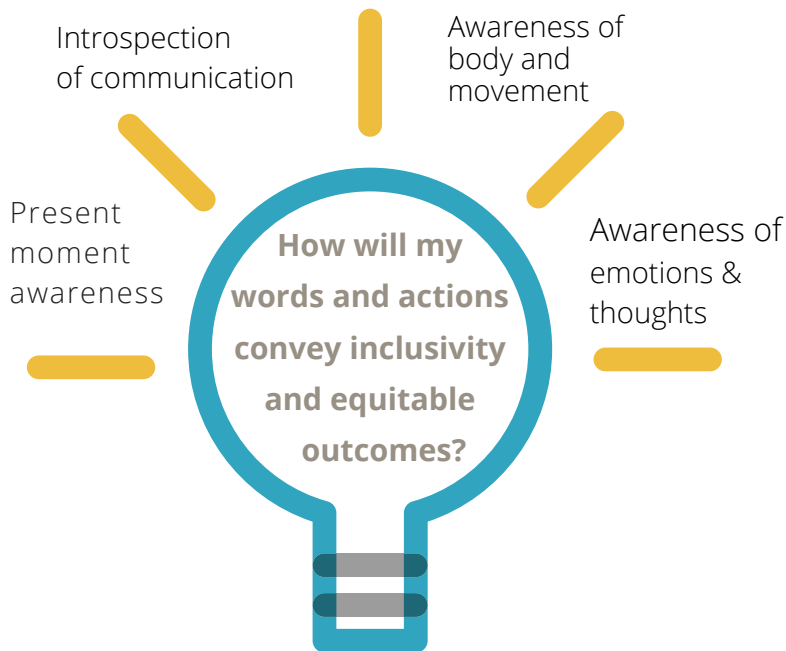 Introspection
of communication
Awareness of
body and
movement
Present
moment
awareness
How will my
words and actions
convey inclusivity
and equitable
outcomes?
Awareness of
emotions &
thoughts